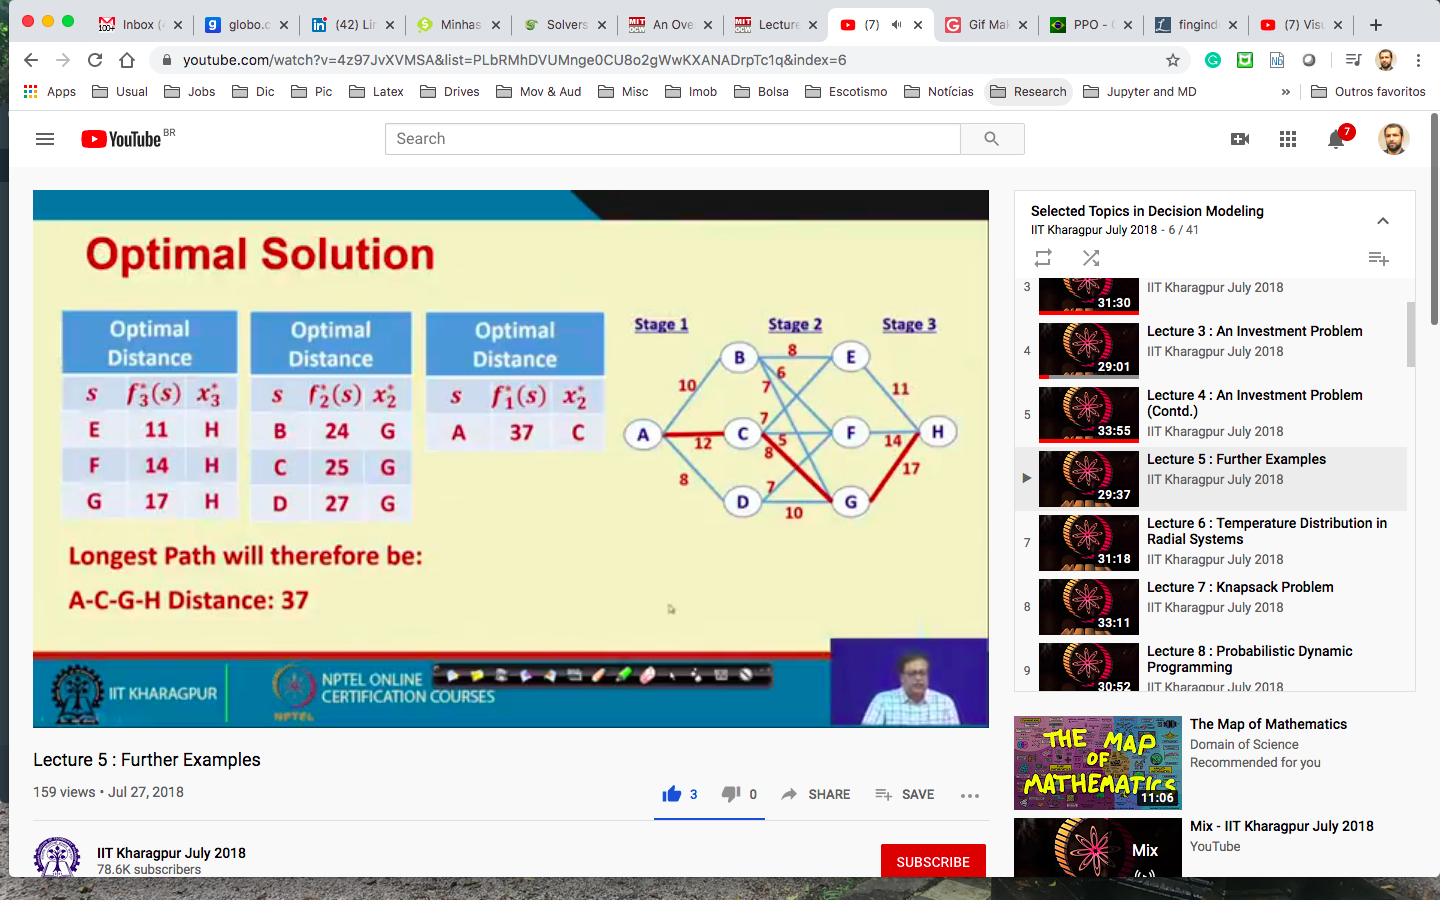 Inbox (
globo.c
(42) Lin
Minhas
Solvers
An Ove
Lecture
(7)
Gif Mak
PPO - C
fingind
(7) Visu
youtube.com/watch?v=4z97JvXVMSA&list=PLbRMhDVUMnge0CU8o2gWwKXANADrpTc1q&index=6
Apps Usual Jobs Dic Pic Latex Drives Mov & Aud Misc Imob Bolsa Escotismo Notícias Research Jupyter and MD » Outros favoritos
YouTube BR
Search
7
Optimal Solution
Optimal Distance
s f₃*(s) x₃*
E 11 H
F 14 H
G 17 H
Optimal Distance
s f₂*(s) x₂*
B 24 G
C 25 G
D 27 G
Optimal Distance
s f₁*(s) x₂*
A 37 C
Stage 1 Stage 2 Stage 3
B 8 E
10 6 7 11
A 12 C 7 5 8 F 14 H
8 7 17
D 10 G
Longest Path will therefore be:
A-C-G-H Distance: 37
IIT KHARAGPUR
NPTEL
NPTEL ONLINE
CERTIFICATION COURSES
Lecture 5 : Further Examples
159 views • Jul 27, 2018
3 0 SHARE SAVE
IIT Kharagpur July 2018
78.6K subscribers
SUBSCRIBE
Selected Topics in Decision Modeling
IIT Kharagpur July 2018 - 6 / 41
3 31:30 IIT Kharagpur July 2018
4 29:01 Lecture 3 : An Investment Problem
IIT Kharagpur July 2018
5 33:55 Lecture 4 : An Investment Problem
(Contd.)
IIT Kharagpur July 2018
29:37 Lecture 5 : Further Examples
IIT Kharagpur July 2018
7 31:18 Lecture 6 : Temperature Distribution in
Radial Systems
IIT Kharagpur July 2018
8 33:11 Lecture 7 : Knapsack Problem
IIT Kharagpur July 2018
9 30:52 Lecture 8 : Probabilistic Dynamic
Programming
IIT Kharagpur July 2018
THE MAP
OF
MATHEMATICS
11:06
The Map of Mathematics
Domain of Science
Recommended for you
Mix
Mix - IIT Kharagpur July 2018
YouTube